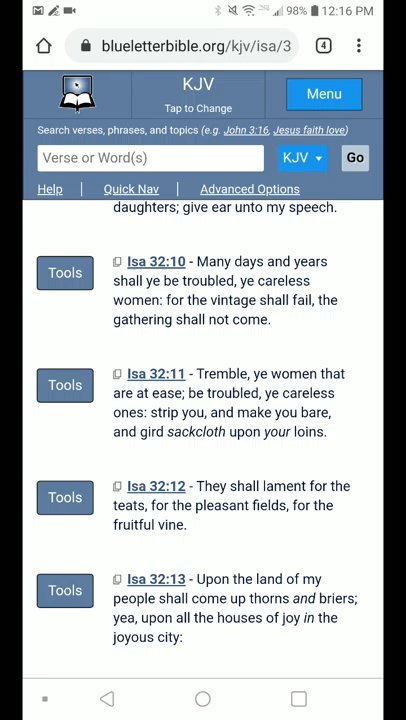 98% 12:16 PM
blueletterbible.org/kjv/isa/3
4
KJV
Tap to Change
Menu
Search verses, phrases, and topics (e.g. John 3:16, Jesus faith love)
Verse or Word(s)
KJV
Go
Help | Quick Nav | Advanced Options
daughters; give ear unto my speech.
Tools
Isa 32:10 - Many days and years
shall ye be troubled, ye careless
women: for the vintage shall fail, the
gathering shall not come.
Tools
Isa 32:11 - Tremble, ye women that
are at ease; be troubled, ye careless
ones: strip you, and make you bare,
and gird sackcloth upon your loins.
Tools
Isa 32:12 - They shall lament for the
teats, for the pleasant fields, for the
fruitful vine.
Tools
Isa 32:13 - Upon the land of my
people shall come up thorns and briers;
yea, upon all the houses of joy in the
joyous city: